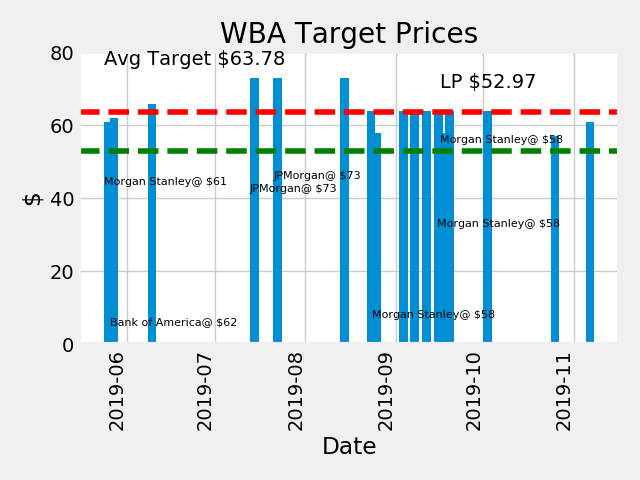 WBA Target Prices
Avg Target $63.78
LP $52.97
80
60
40
20
0
$
Morgan Stanley@ $58
JPMorgan@ $73
Morgan Stanley@ $61
JPMorgan@ $73
Morgan Stanley@ $58
Morgan Stanley@ $58
Bank of America@ $62
2019-06
2019-07
2019-08
2019-09
2019-10
2019-11
Date